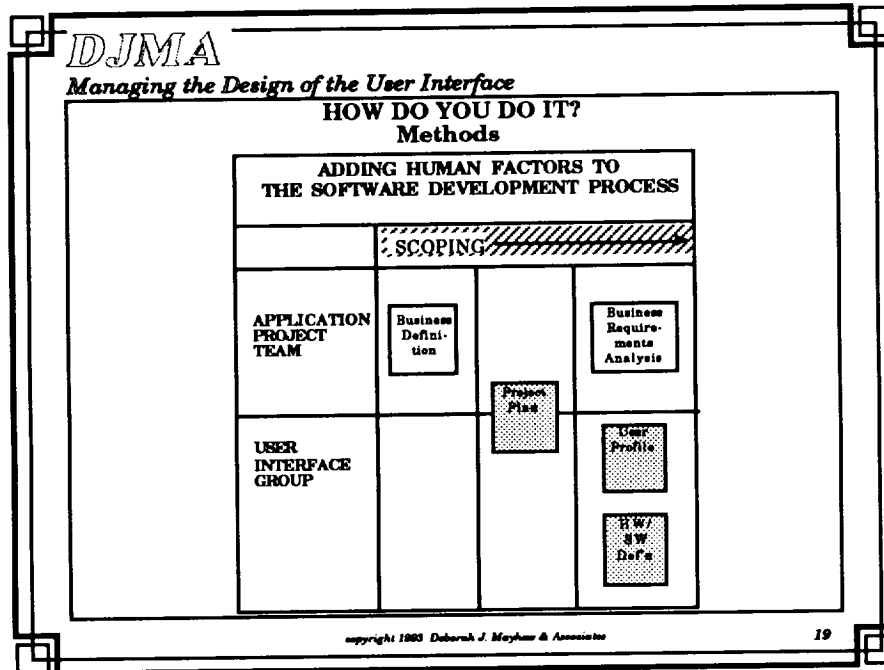 DJMA
Managing the Design of the User Interface
HOW DO YOU DO IT?
Methods
ADDING HUMAN FACTORS TO
THE SOFTWARE DEVELOPMENT PROCESS
SCOPING
APPLICATION
PROJECT
TEAM
Business
Defini-
tion
Project
Plan
Business
Require-
ments
Analysis
USER
INTERFACE
GROUP
User
Profile
HW/
SW
Def'n
copyright 1993 Deborah J. Mayhew & Associates
19